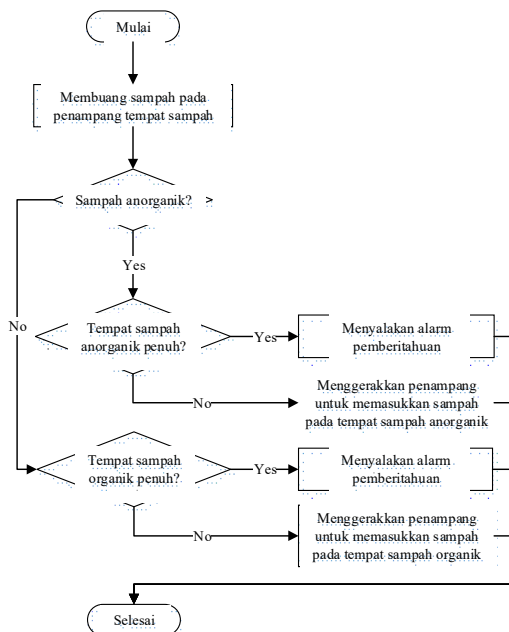 Mulai
Membuang sampah pada
penampang tempat sampah
Sampah anorganik?
Yes
No
Tempat sampah
anorganik penuh?
Yes
Menyalakan alarm
pemberitahuan
No
Menggerakkan penampang
untuk memasukkan sampah
pada tempat sampah anorganik
Tempat sampah
organik penuh?
Yes
Menyalakan alarm
pemberitahuan
No
Menggerakkan penampang
untuk memasukkan sampah
pada tempat sampah organik
Selesai